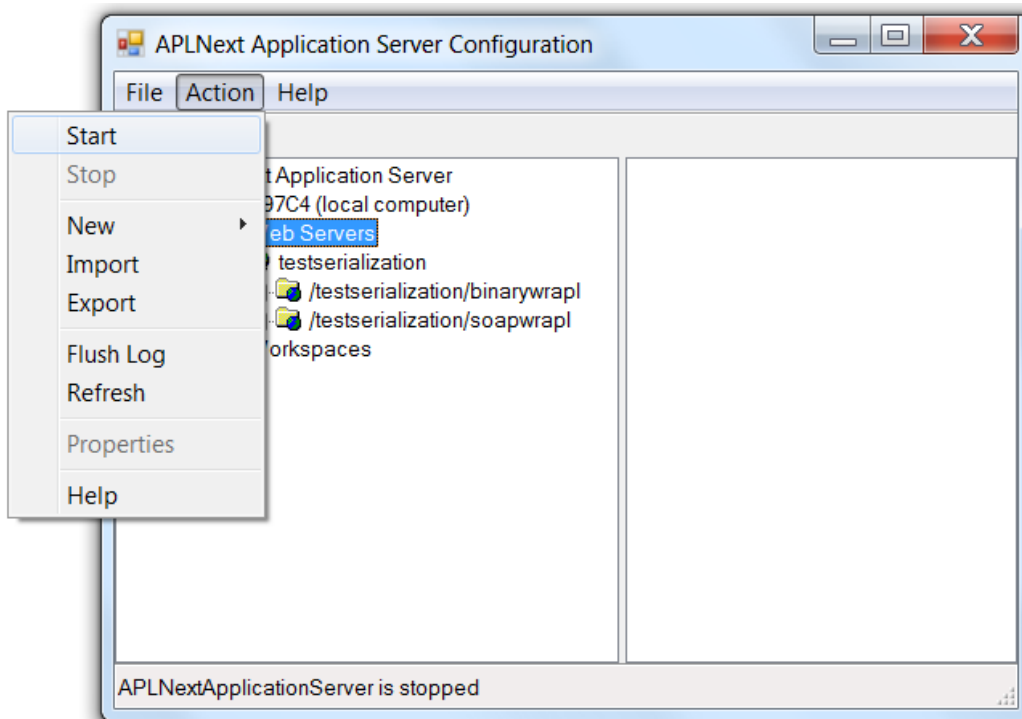 APLNext Application Server Configuration
File Action Help
Start
Stop
New
Import
Export
Flush Log
Refresh
Properties
Help
t Application Server
97C4 (local computer)
eb Servers
testserialization
/testserialization/binarywrapl
/testserialization/soapwrapl
orkspaces
APLNextApplicationServer is stopped